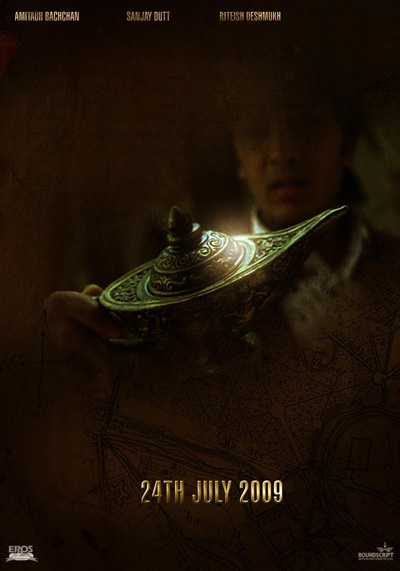 AMITABH BACHCHAN SANJAY DUTT RITEISH DESHMUKH
24TH JULY 2009
EROS
BOUNDSCRIPT